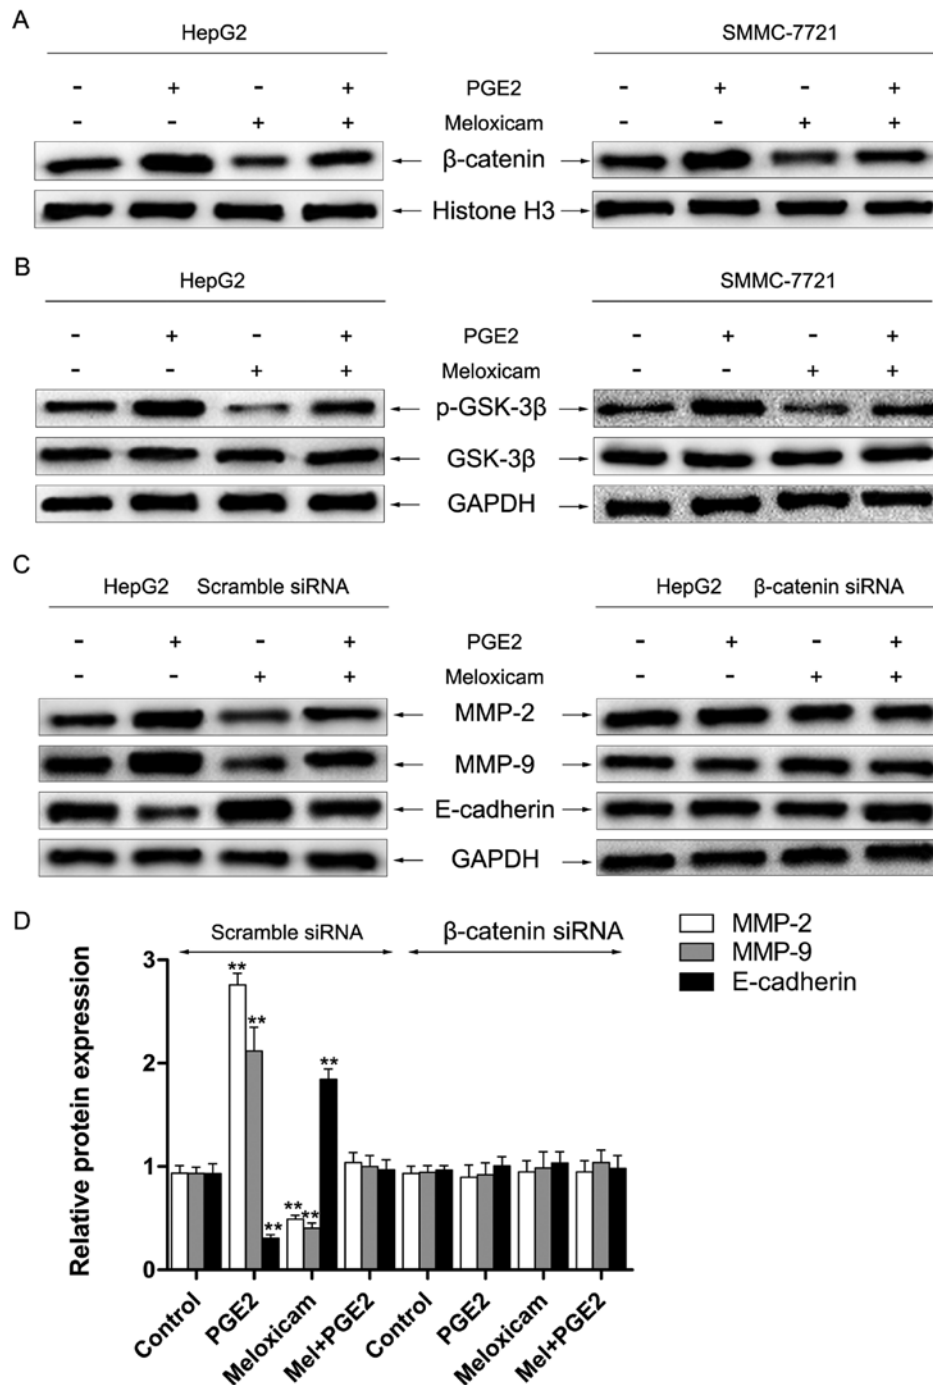 A
HepG2 SMMC-7721
- + - + PGE2 - + - +
- - + + Meloxicam - - + +
β-catenin
Histone H3
B
HepG2 SMMC-7721
- + - + PGE2 - + - +
- - + + Meloxicam - - + +
p-GSK-3β
GSK-3β
GAPDH
C
HepG2 Scramble siRNA HepG2 β-catenin siRNA
- + - + PGE2 - + - +
- - + + Meloxicam - - + +
MMP-2
MMP-9
E-cadherin
GAPDH
D
Scramble siRNA β-catenin siRNA
MMP-2
MMP-9
E-cadherin
Relative protein expression
3
2
1
0
**
**
**
**
**
**
Control PGE2 Meloxicam Mel+PGE2 Control PGE2 Meloxicam Mel+PGE2